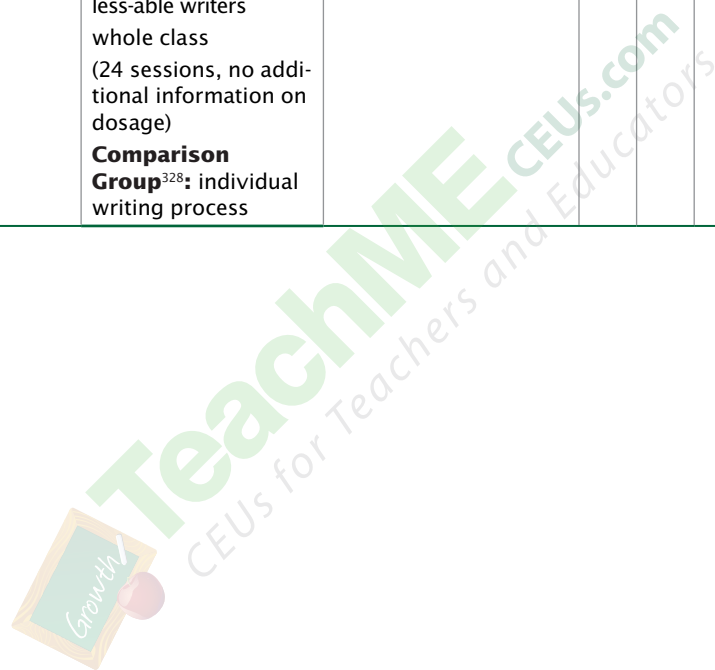 less-able writers
whole class
(24 sessions, no addi-
tional information on
dosage)
Comparison
Group328: individual
writing process
TeachME CEUs.com
CEUs for Teachers and Educators
Growth